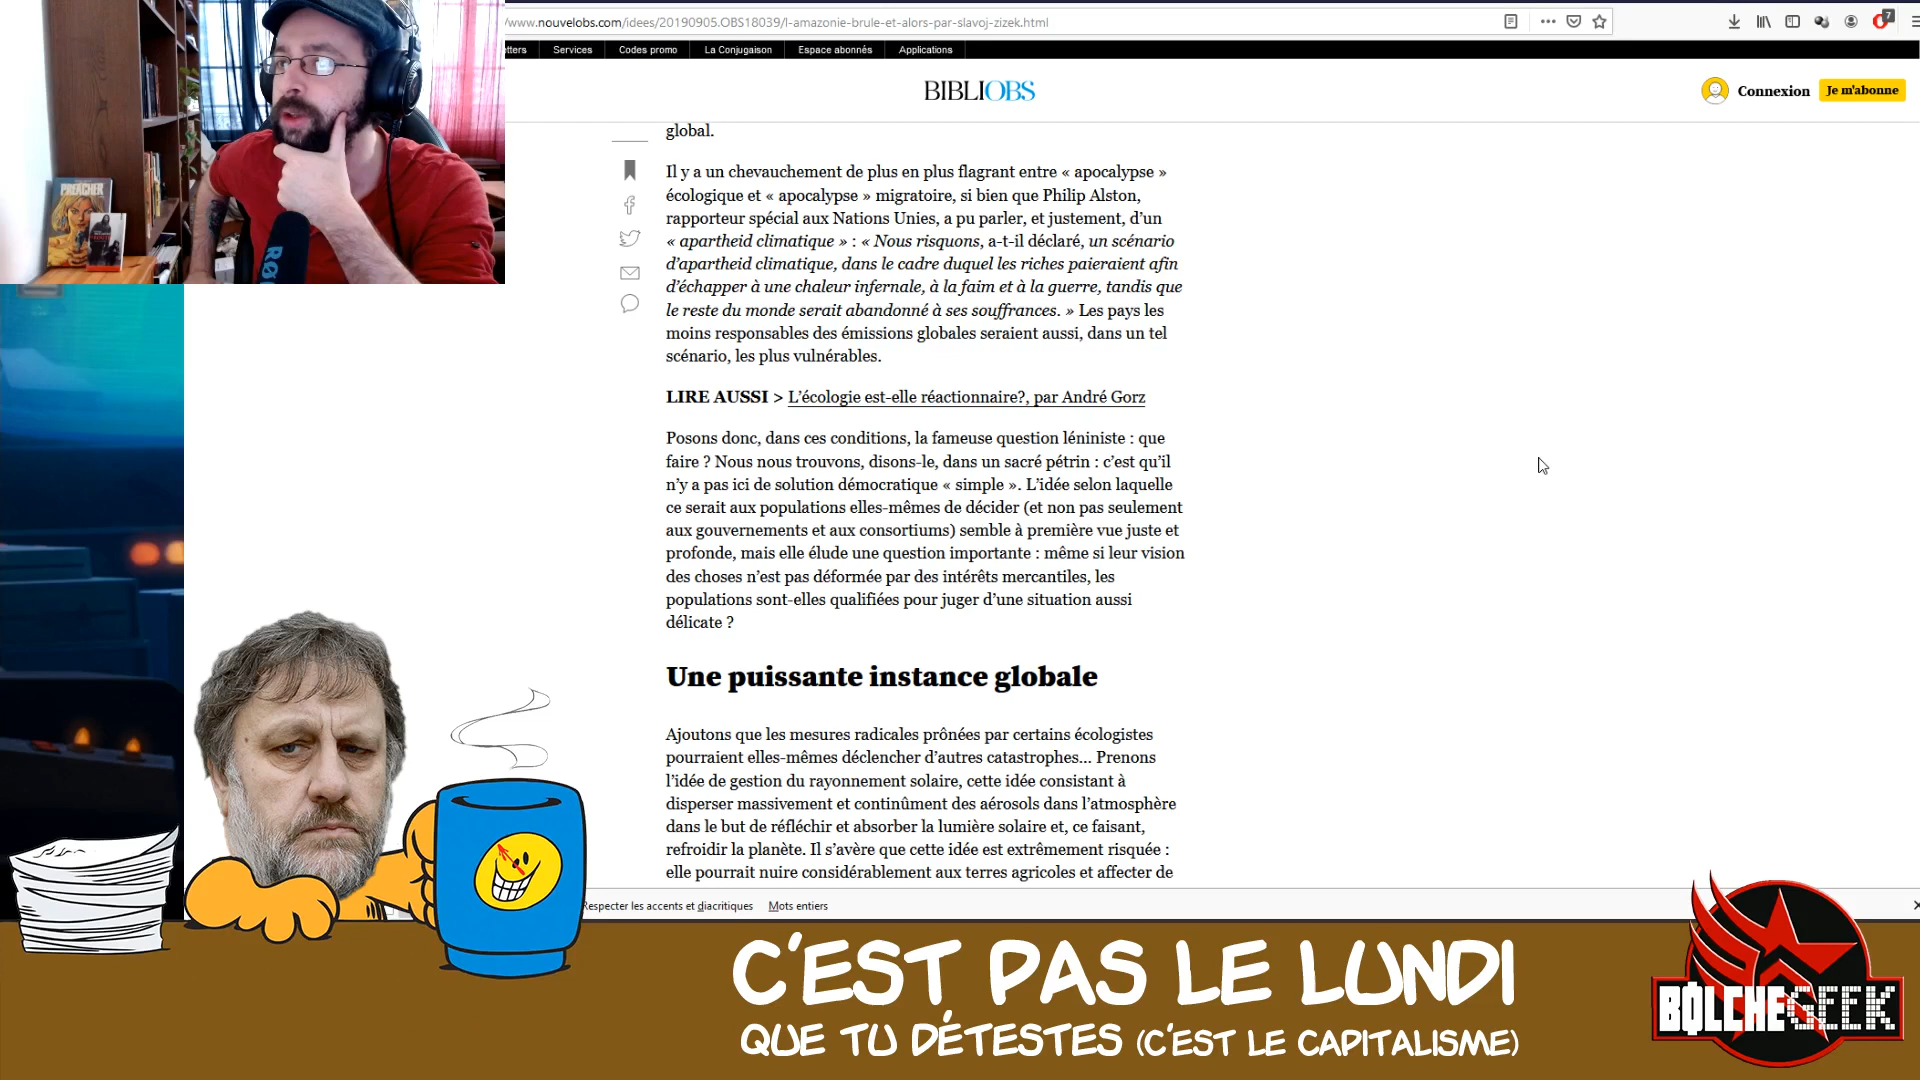 /www.nouvelobs.com/idees/20190905.OBS18039/l-amazonie-brule-et-alors-par-slavoj-zizek.html
7
Services
Codes promo
La Conjugaison
Espace abonnés
Applications
BIBLIOBS
Connexion
Je m'abonne
PREACHER
global.
Il y a un chevauchement de plus en plus flagrant entre « apocalypse »
écologique et « apocalypse » migratoire, si bien que Philip Alston,
rapporteur spécial aux Nations Unies, a pu parler, et justement, d’un
« apartheid climatique » : « Nous risquons, a-t-il déclaré, un scénario
d’apartheid climatique, dans le cadre duquel les riches paieraient afin
d’échapper à une chaleur infernale, à la faim et à la guerre, tandis que
le reste du monde serait abandonné à ses souffrances. » Les pays les
moins responsables des émissions globales seraient aussi, dans un tel
scénario, les plus vulnérables.
LIRE AUSSI > L’écologie est-elle réactionnaire?, par André Gorz
Posons donc, dans ces conditions, la fameuse question léniniste : que
faire ? Nous nous trouvons, disons-le, dans un sacré pétrin : c’est qu’il
n’y a pas ici de solution démocratique « simple ». L’idée selon laquelle
ce serait aux populations elles-mêmes de décider (et non pas seulement
aux gouvernements et aux consortiums) semble à première vue juste et
profonde, mais elle élude une question importante : même si leur vision
des choses n’est pas déformée par des intérêts mercantiles, les
populations sont-elles qualifiées pour juger d’une situation aussi
délicate ?
Une puissante instance globale
Ajoutons que les mesures radicales prônées par certains écologistes
pourraient elles-mêmes déclencher d’autres catastrophes... Prenons
l’idée de gestion du rayonnement solaire, cette idée consistant à
disperser massivement et continûment des aérosols dans l’atmosphère
dans le but de réfléchir et absorber la lumière solaire et, ce faisant,
refroidir la planète. Il s’avère que cette idée est extrêmement risquée :
elle pourrait nuire considérablement aux terres agricoles et affecter de
Respecter les accents et diacritiques
Mots entiers
C'EST PAS LE LUNDI
QUE TU DÉTESTES (C'EST LE CAPITALISME)
BOLCHEGEEK